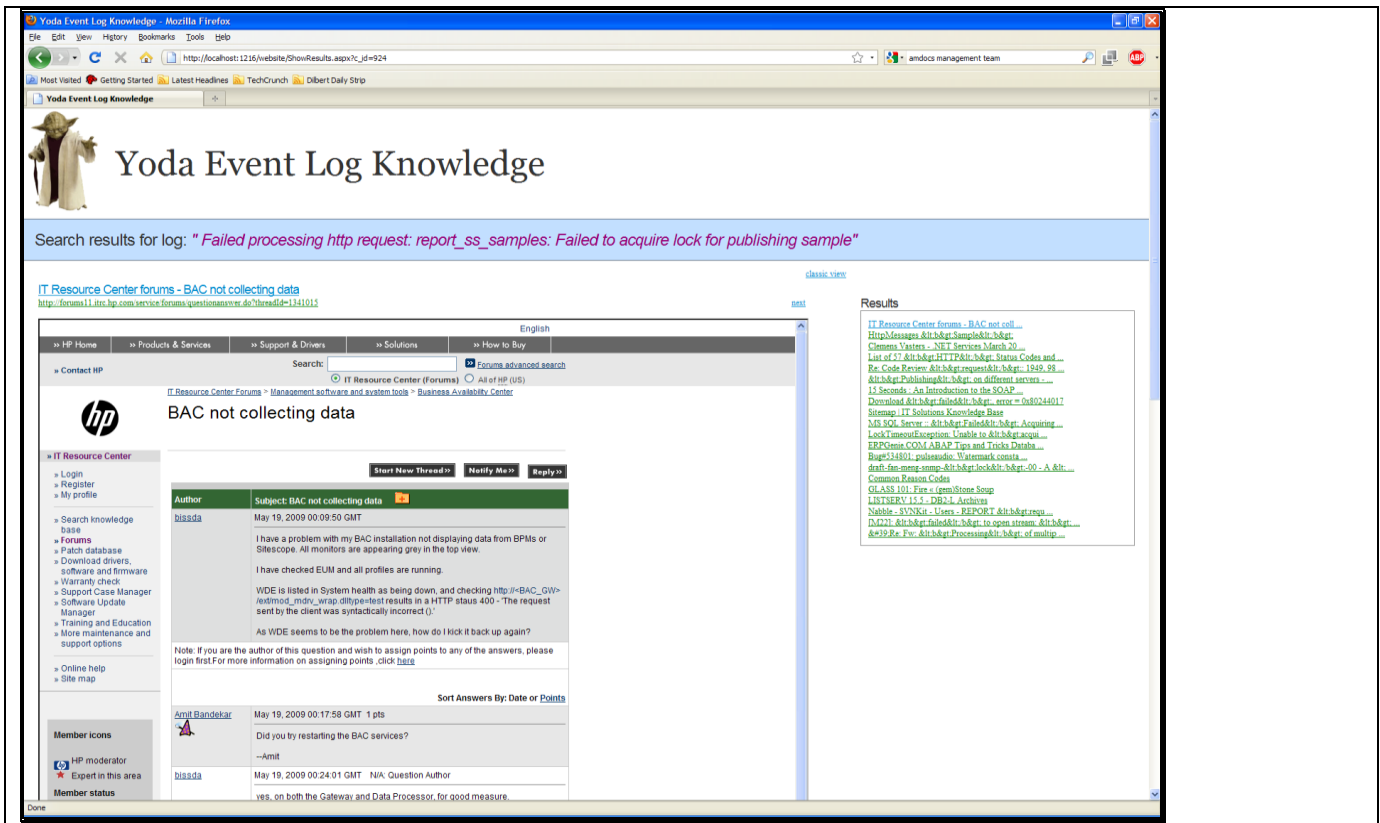 Yoda Event Log Knowledge - Mozilla Firefox
File Edit View History Bookmarks Tools Help
http://localhost:1216/website/ShowResults.aspx?c_id=924
amdocs management team
ABP
Most Visited Getting Started Latest Headlines TechCrunch Dilbert Daily Strip
Yoda Event Log Knowledge
Yoda Event Log Knowledge
Search results for log: " Failed processing http request: report_ss_samples: Failed to acquire lock for publishing sample"
classic view
IT Resource Center forums - BAC not collecting data
http://forums11.itrc.hp.com/service/forums/questionanswer.do?threadId=1341015
next
English
» HP Home » Products & Services » Support & Drivers » Solutions » How to Buy
» Contact HP
Search:
» Forums advanced search
IT Resource Center (Forums) All of HP (US)
IT Resource Center Forums > Management software and system tools > Business Availability Center
hp
BAC not collecting data
» IT Resource Center
» Login
» Register
» My profile
» Search knowledge
base
» Forums
» Patch database
» Download drivers,
software and firmware
» Warranty check
» Support Case Manager
» Software Update
Manager
» Training and Education
» More maintenance and
support options
» Online help
» Site map
Member icons
HP moderator
Expert in this area
Member status
Start New Thread» Notify Me» Reply»
Author Subject: BAC not collecting data
bissda May 19, 2009 00:09:50 GMT
I have a problem with my BAC installation not displaying data from BPMs or
Sitescope. All monitors are appearing grey in the top view.
I have checked EUM and all profiles are running.
WDE is listed in System health as being down, and checking http://<BAC_GW>
/ext/mod_mdrv_wrap.dlltype=test results in a HTTP staus 400 - 'The request
sent by the client was syntactically incorrect ().'
As WDE seems to be the problem here, how do I kick it back up again?
Note: If you are the author of this question and wish to assign points to any of the answers, please
login first.For more information on assigning points ,click here
Sort Answers By: Date or Points
Amit Bandekar May 19, 2009 00:17:58 GMT 1 pts
Did you try restarting the BAC services?
--Amit
bissda May 19, 2009 00:24:01 GMT N/A: Question Author
yes, on both the Gateway and Data Processor, for good measure.
Results
IT Resource Center forums - BAC not coll ...
HttpMessages &lt;b&gt;Sample&lt;/b&gt;
Clemens Vasters - .NET Services March 20 ...
List of 57 &lt;b&gt;HTTP&lt;/b&gt; Status Codes and ...
Re: Code Review &lt;b&gt;request&lt;/b&gt;: 1949, 98 ...
&lt;b&gt;Publishing&lt;/b&gt; on different servers - ...
15 Seconds : An Introduction to the SOAP ...
Download &lt;b&gt;failed&lt;/b&gt;, error = 0x80244017
Sitemap | IT Solutions Knowledge Base
MS SQL Server :: &lt;b&gt;Failed&lt;/b&gt; Acquiring ...
LockTimeoutException: Unable to &lt;b&gt;acqui ...
ERPGenie.COM ABAP Tips and Tricks Databa ...
Bug#534801: pulseaudio: Watermark consta ...
draft-fan-meng-snmp-&lt;b&gt;lock&lt;/b&gt;-00 - A &lt; ...
Common Reason Codes
GLASS 101: Fire « (gem)Stone Soup
LISTSERV 15.5 - DB2-L Archives
Nabble - SVNKit - Users - REPORT &lt;b&gt;requ ...
[M22]: &lt;b&gt;failed&lt;/b&gt; to open stream: &lt;b&gt; ...
&#39;Re: Fw: &lt;b&gt;Processing&lt;/b&gt; of multip ...
Done